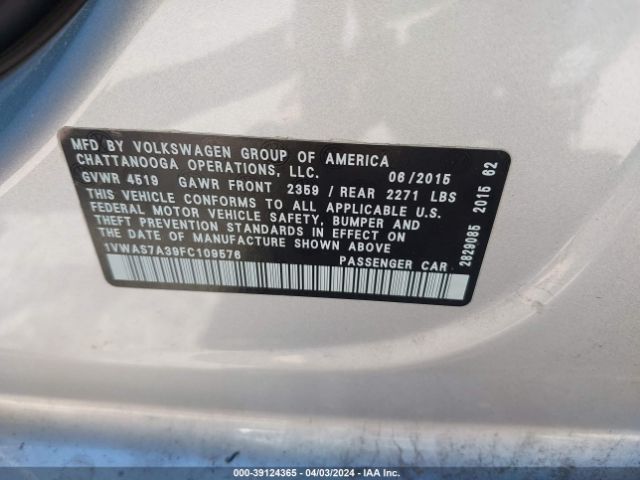 MFD BY VOLKSWAGEN GROUP OF AMERICA
CHATTANOOGA OPERATIONS, LLC. 06/2015
GVWR 4519 GAWR FRONT 2359 / REAR 2271 LBS
THIS VEHICLE CONFORMS TO ALL APPLICABLE U.S.
FEDERAL MOTOR VEHICLE SAFETY, BUMPER AND
THEFT PREVENTION STANDARDS IN EFFECT ON
THE DATE OF MANUFACTURE SHOWN ABOVE
1VWAS7A39FC109576 PASSENGER CAR
2829085 2015 62
000-39124365 - 04/03/2024 - IAA Inc.